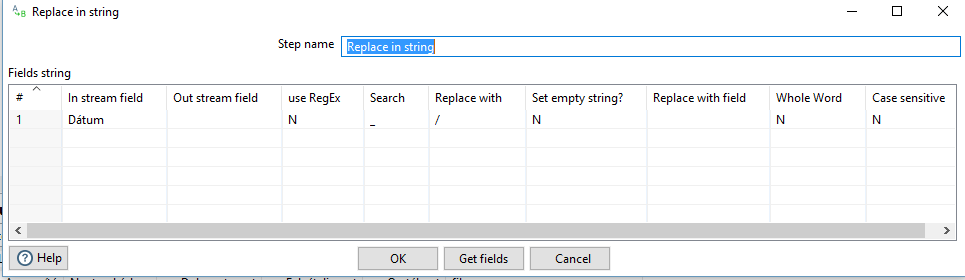 Replace in string
Step name Replace in string
Fields string
# In stream field Out stream field use RegEx Search Replace with Set empty string? Replace with field Whole Word Case sensitive
1 Dátum N _ / N N N
Help OK Get fields Cancel